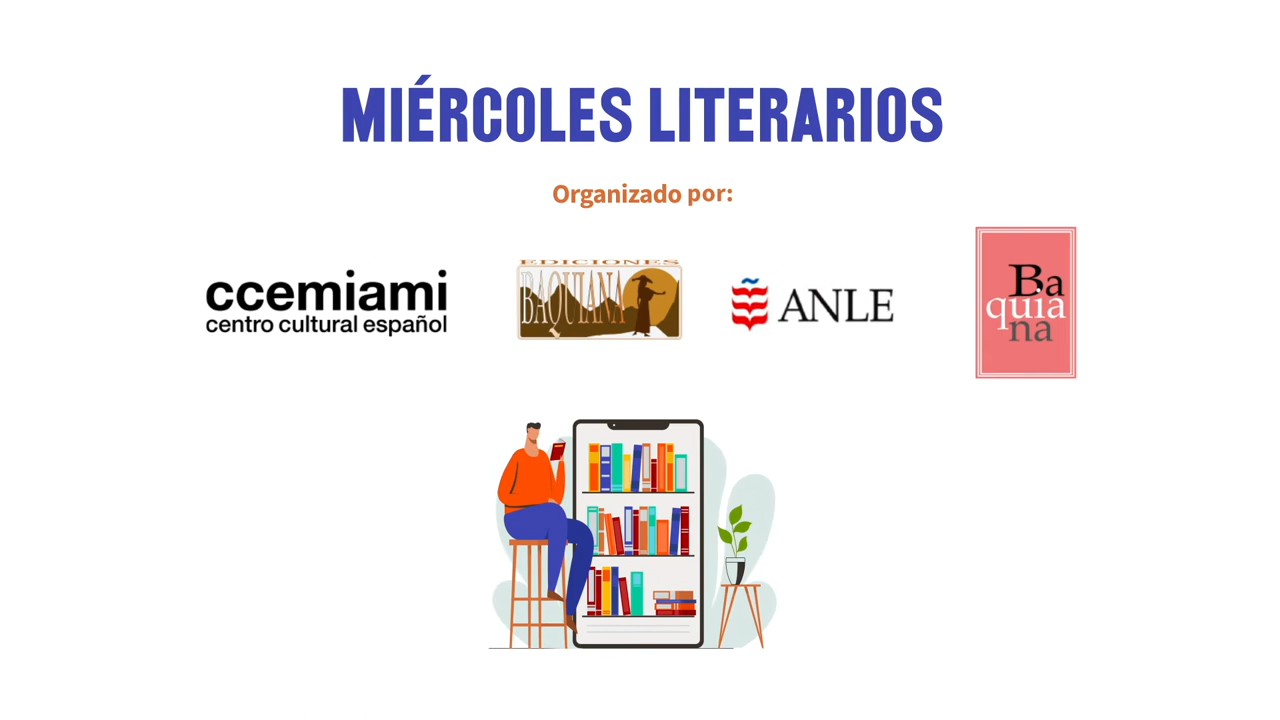 MIÉRCOLES LITERARIOS
Organizado por:
ccemiami
centro cultural español
EDICIONES
BAQUIANA
ANLE
Ba
quia
na